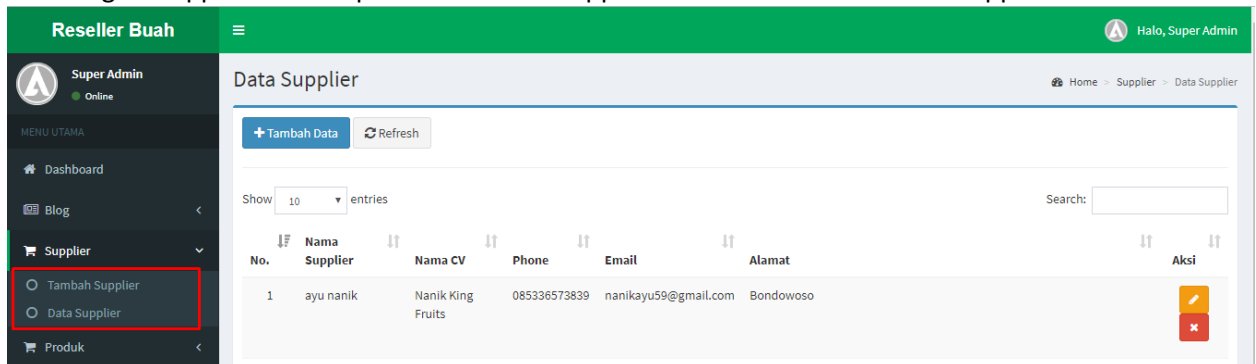 Reseller Buah
Halo, Super Admin
Super Admin
Online
MENU UTAMA
Dashboard
Blog
Supplier
Tambah Supplier
Data Supplier
Produk
Data Supplier
Home > Supplier > Data Supplier
Tambah Data
Refresh
Show 10 entries
Search:
No. Nama Supplier Nama CV Phone Email Alamat Aksi
1 ayu nanik Nanik King 085336573839 nanikayu59@gmail.com Bondowoso
Fruits